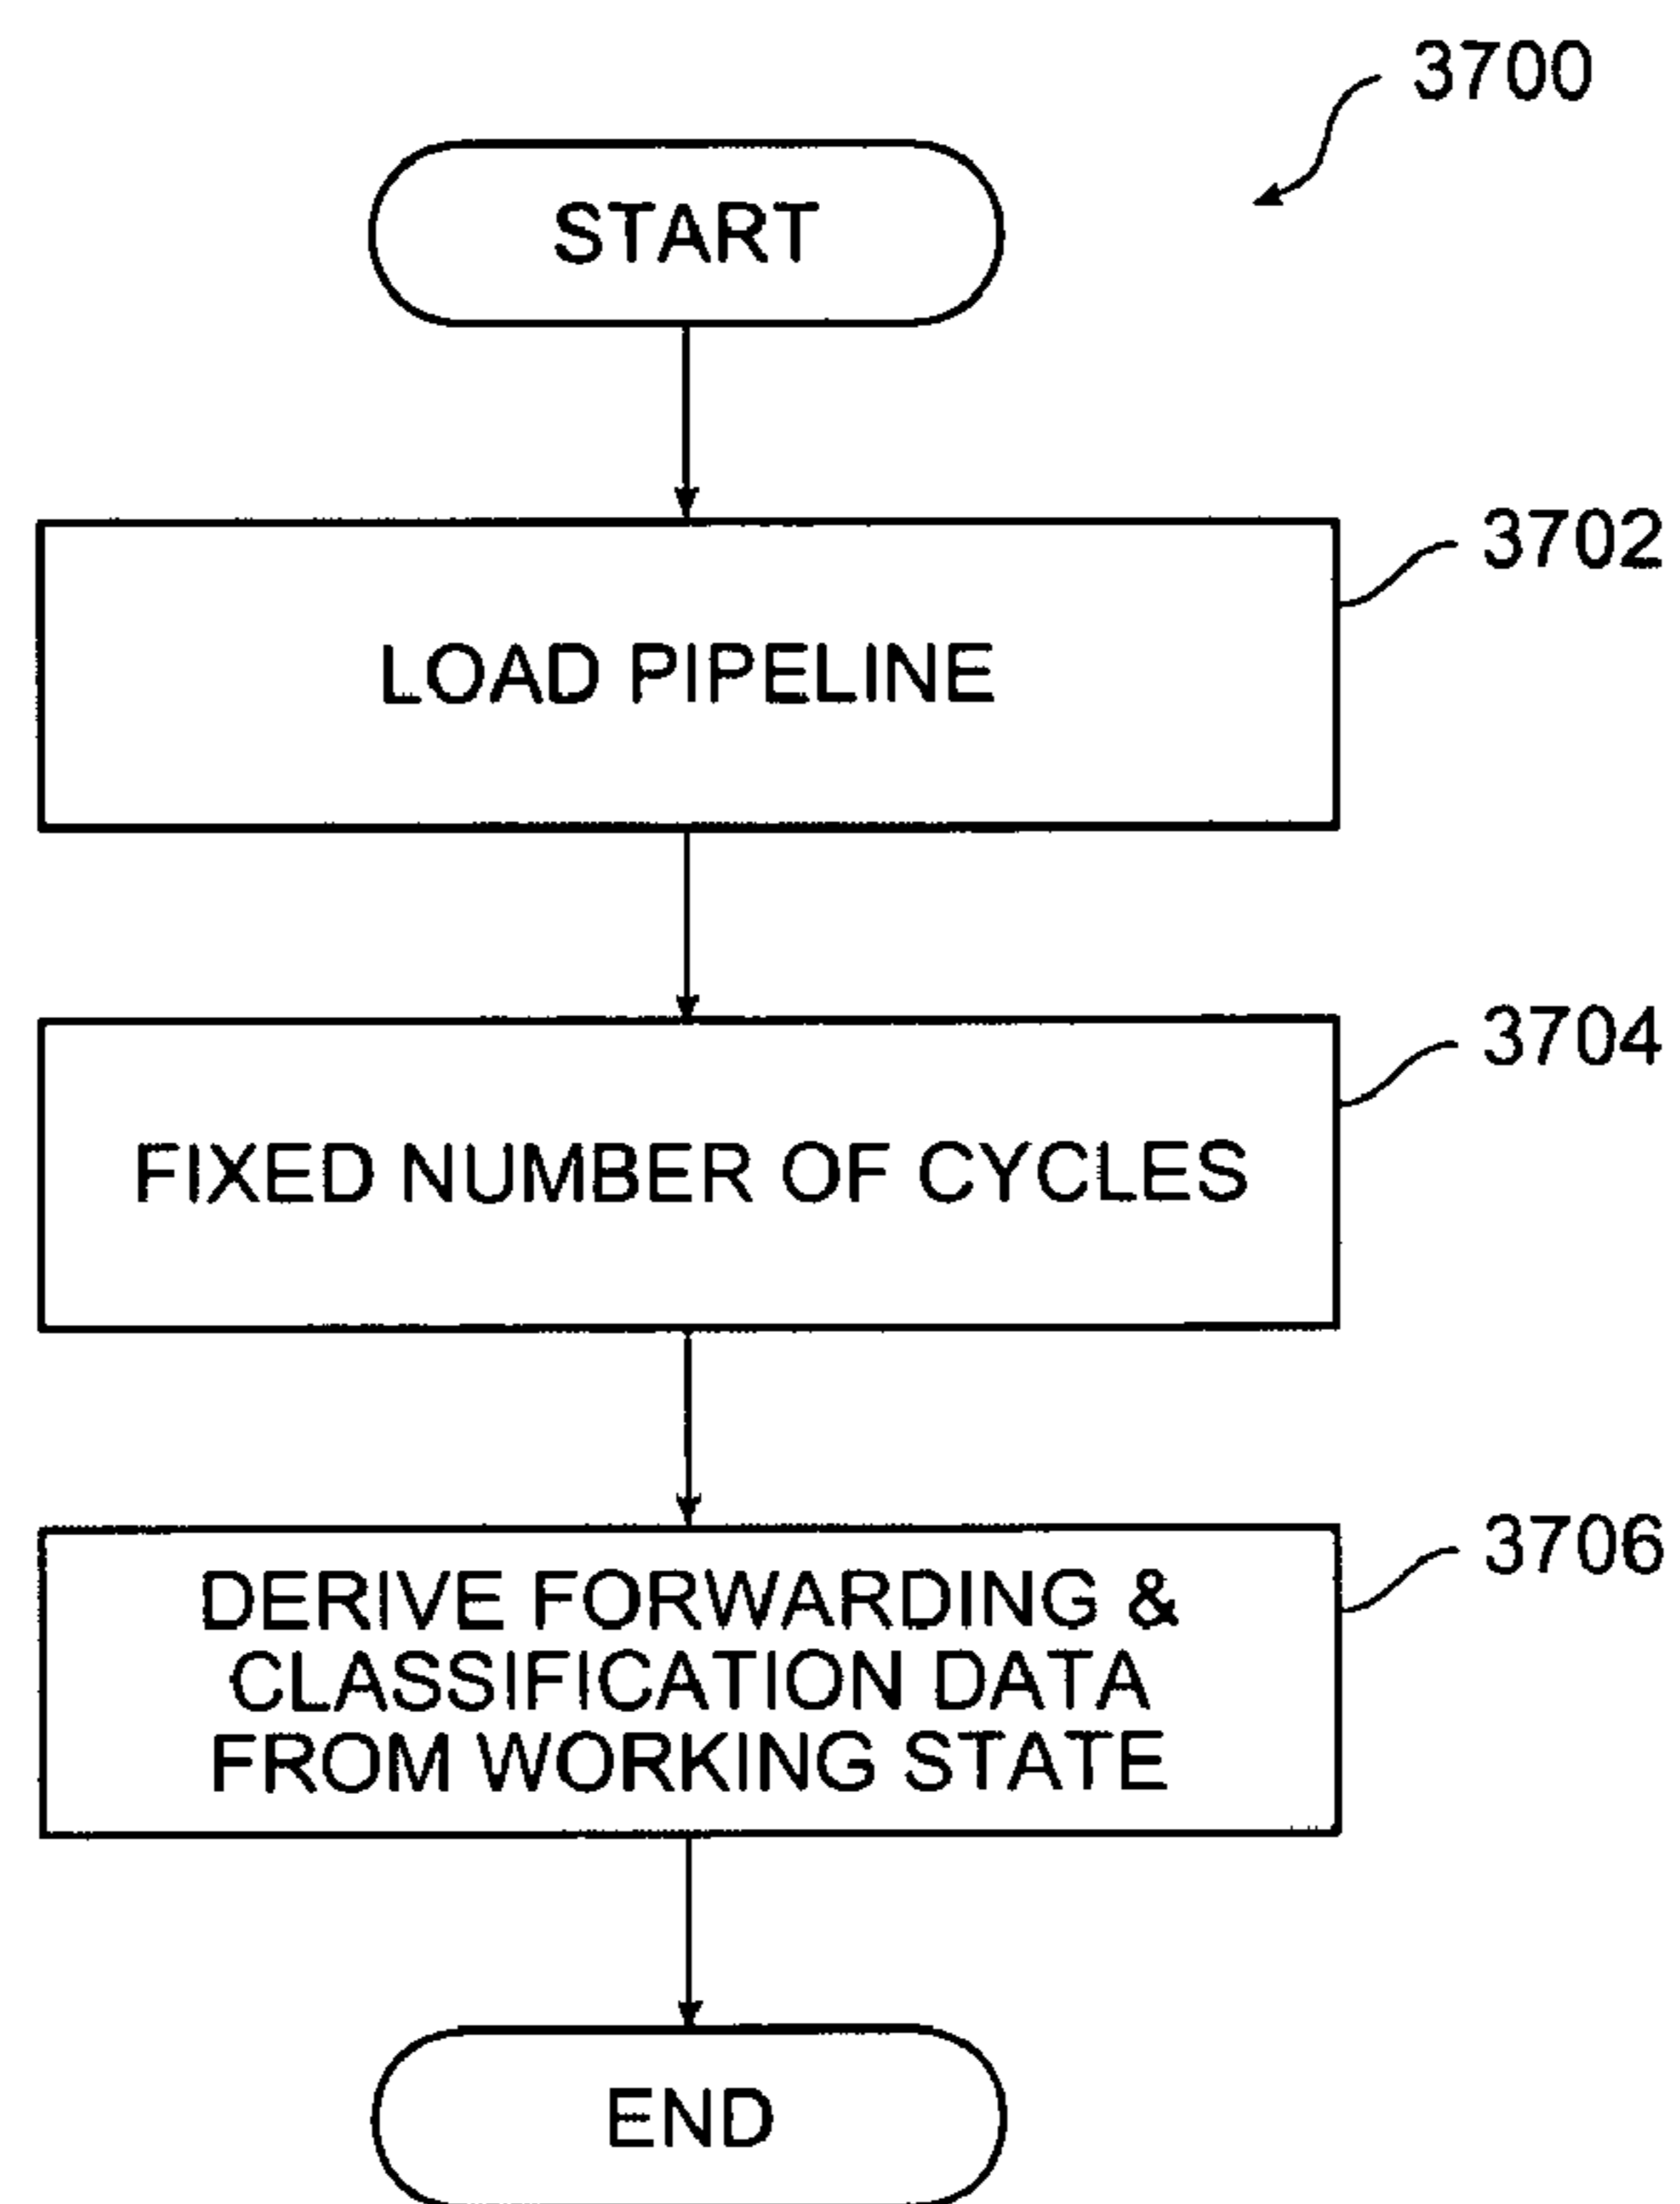 3700
START
3702
LOAD PIPELINE
3704
FIXED NUMBER OF CYCLES
3706
DERIVE FORWARDING &
CLASSIFICATION DATA
FROM WORKING STATE
END